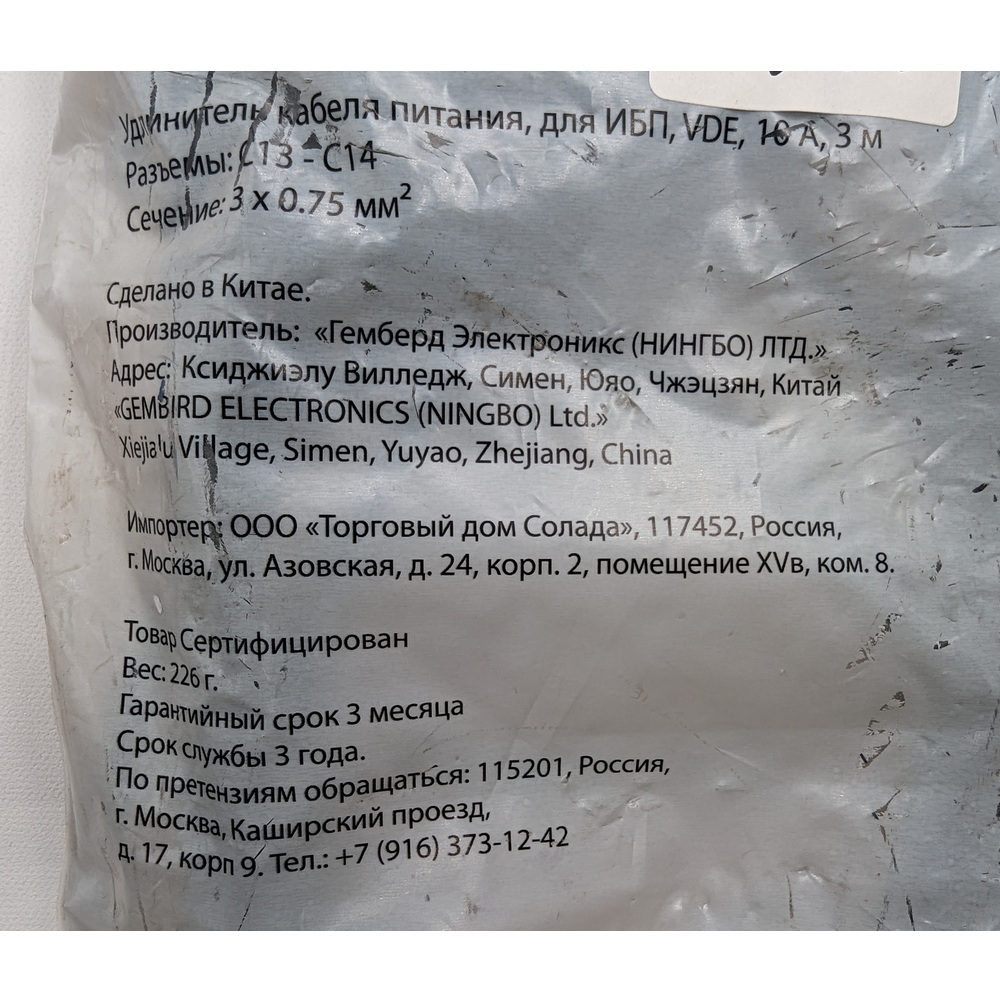 Удлинитель кабеля питания, для ИБП, VDE, 10 А, 3 м
Разъемы: C13 - C14
Сечение: 3 x 0.75 мм²
Сделано в Китае.
Производитель: «Гемберд Электроникс (НИНГБО) ЛТД.»
Адрес: Ксиджиэлу Вилледж, Симен, Юяо, Чжэцзян, Китай
«GEMBIRD ELECTRONICS (NINGBO) Ltd.»
Xiejialu Village, Simen, Yuyao, Zhejiang, China
Импортер: ООО «Торговый дом Солада», 117452, Россия,
г. Москва, ул. Азовская, д. 24, корп. 2, помещение XVв, ком. 8.
Товар Сертифицирован
Вес: 226 г.
Гарантийный срок 3 месяца
Срок службы 3 года.
По претензиям обращаться: 115201, Россия,
г. Москва, Каширский проезд,
д. 17, корп 9. Тел.: +7 (916) 373-12-42